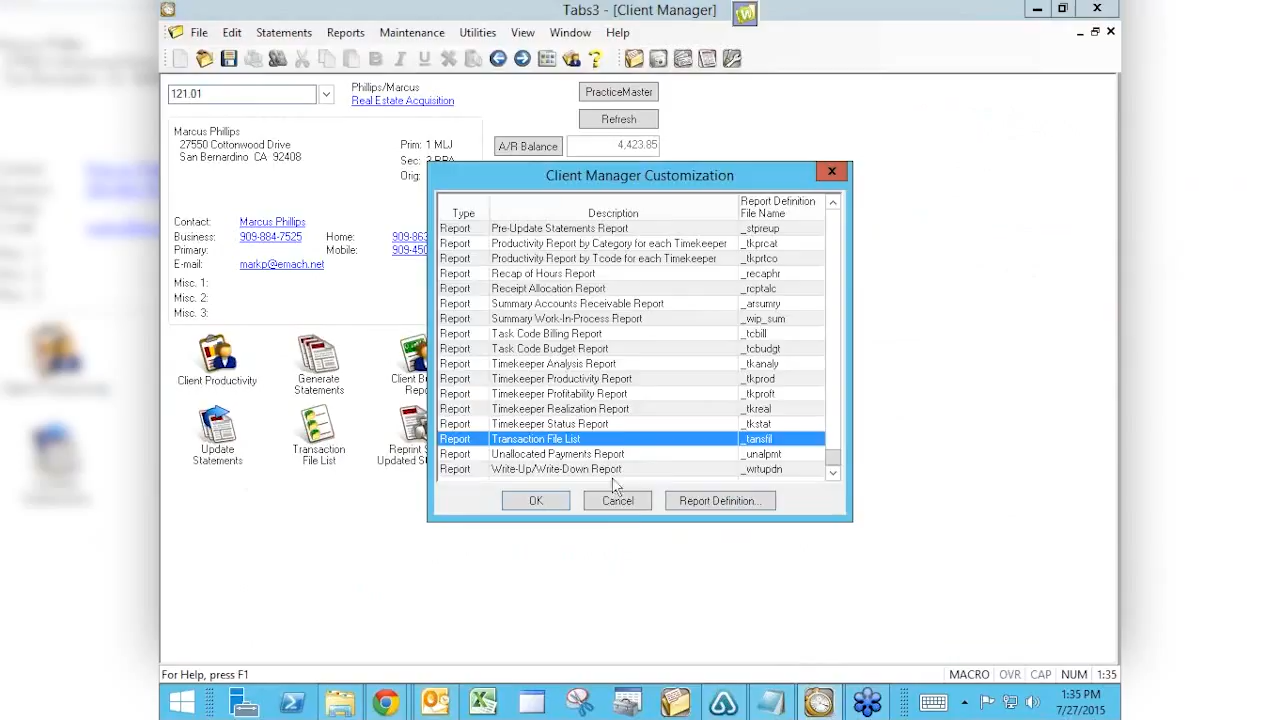 Tabs3 - [Client Manager]
File Edit Statements Reports Maintenance Utilities View Window Help
121.01
Phillips/Marcus
Real Estate Acquisition
PracticeMaster
Refresh
Marcus Phillips
27550 Cottonwood Drive
San Bernardino CA 92408
Prim: 1 MLJ
Sec:
Orig:
A/R Balance 4,423.85
Contact: Marcus Phillips
Business: 909-884-7525 Home: 909-863
Primary: Mobile: 909-450
E-mail: markp@emach.net
Misc. 1:
Misc. 2:
Misc. 3:
Client Productivity
Generate
Statements
Update
Statements
Transaction
File List
Reprint
Client Manager Customization
Type Description Report Definition
File Name
Report Pre-Update Statements Report _stpreup
Report Productivity Report by Category for each Timekeeper _tkprcat
Report Productivity Report by Tcode for each Timekeeper _tkprtco
Report Recap of Hours Report _recaphr
Report Receipt Allocation Report _rcptalc
Report Summary Accounts Receivable Report _arsumry
Report Summary Work-In-Process Report _wip_sum
Report Task Code Billing Report _tcbill
Report Task Code Budget Report _tcbudgt
Report Timekeeper Analysis Report _tkanaly
Report Timekeeper Productivity Report _tkprod
Report Timekeeper Profitability Report _tkproft
Report Timekeeper Realization Report _tkreal
Report Timekeeper Status Report _tkstat
Report Transaction File List _tansfil
Report Unallocated Payments Report _unalpmt
Report Write-Up/Write-Down Report _wrtupdn
OK Cancel Report Definition...
For Help, press F1
MACRO OVR CAP NUM 1:35
1:35 PM
7/27/2015